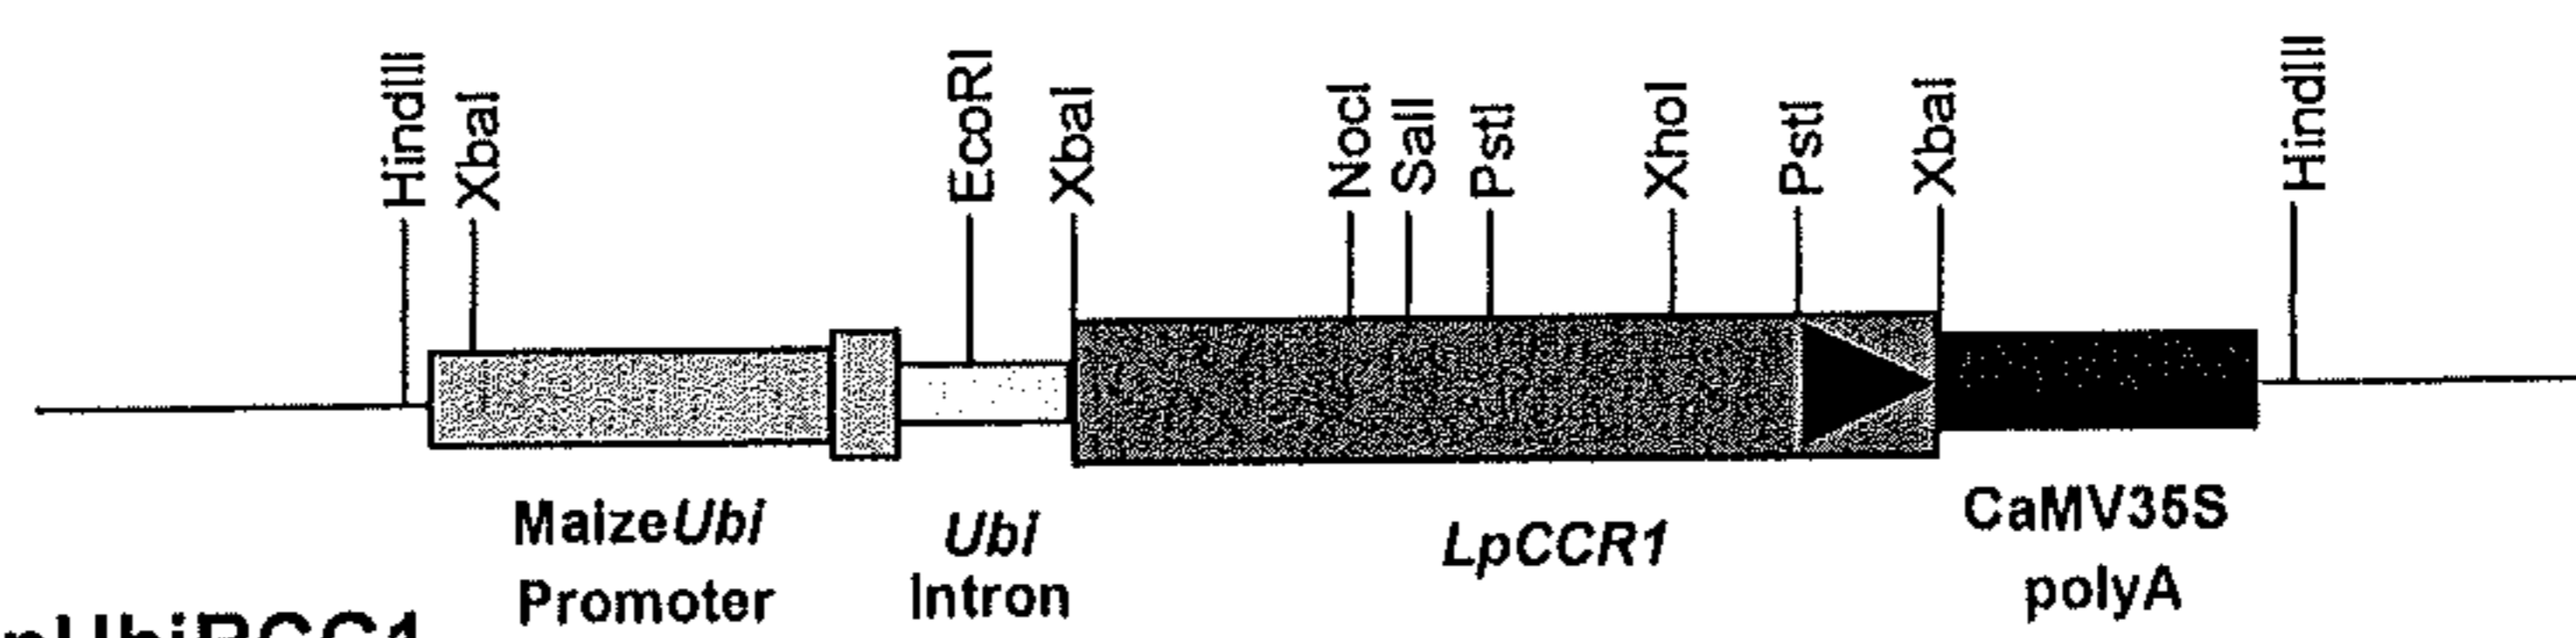 HindIII
XbaI
EcoRI
XbaI
NocI
SalI
PstI
XhoI
PstI
XbaI
HindIII
MaizeUbi
Promoter
Ubi
Intron
LpCCR1
CaMV35S
polyA